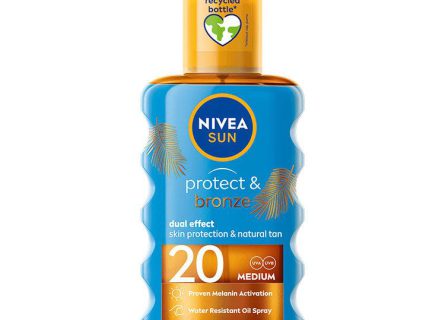 recycled
bottle*
NIVEA
SUN
protect &
bronze
dual effect
skin protection & natural tan
20
UVA UVB
MEDIUM
Proven Melanin Activation
Water Resistant Oil Spray